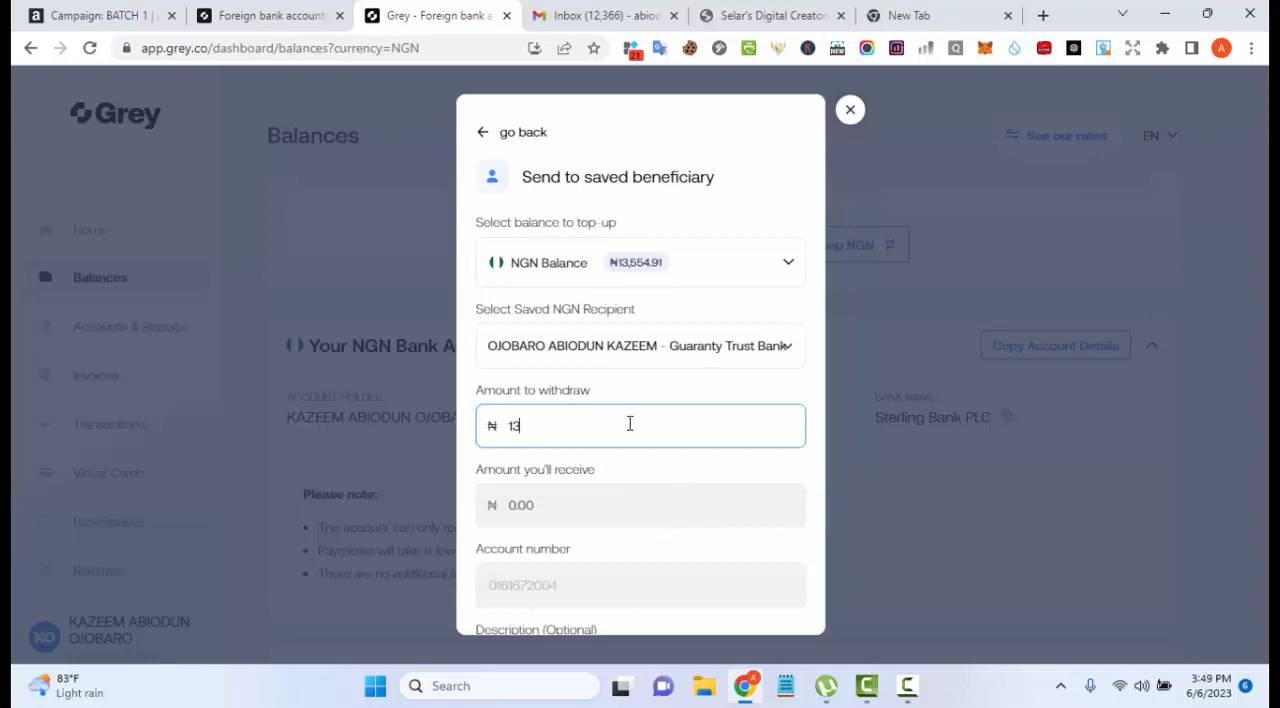 Campaign: BATCH 1 |
Foreign bank account
Grey - Foreign bank a
Inbox (12,366) - abiod
Selar's Digital Creator
New Tab
app.grey.co/dashboard/balances?currency=NGN
21
NEW
A
Grey
Balances
See our rates
EN
go back
Send to saved beneficiary
Select balance to top-up
NGN Balance
₦13,554.91
ap NGN
Select Saved NGN Recipient
OJOBARO ABIODUN KAZEEM - Guaranty Trust Bank
Amount to withdraw
₦ 13
Amount you'll receive
₦ 0.00
Account number
0161672004
Description (Optional)
Home
Balances
Accounts & Reports
Invoices
Transactions
Virtual Cards
Beneficiaries
Referrals
KO
KAZEEM ABIODUN
OJOBARO
Your NGN Bank A
Copy Account Details
ACCOUNT HOLDER
KAZEEM ABIODUN OJOBA
BANK NAME
Sterling Bank PLC
Please note:
The account can only re
Payments will take a few
There are no additional
83°F
Light rain
Search
3:49 PM
6/6/2023
6